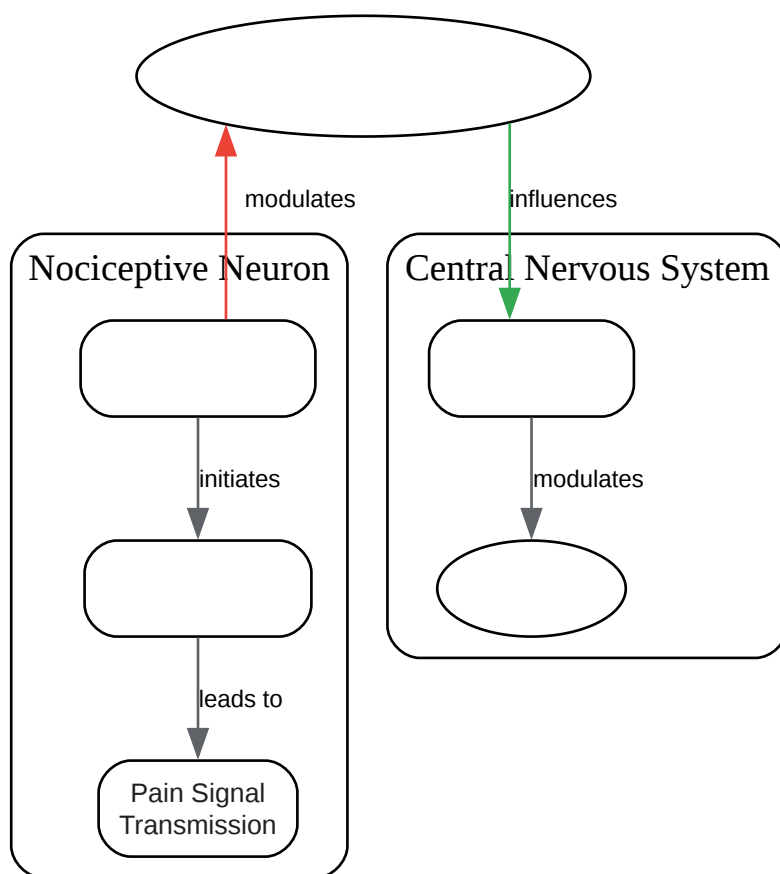 modulates
influences
Nociceptive Neuron
Central Nervous System
initiates
modulates
leads to
Pain Signal
Transmission